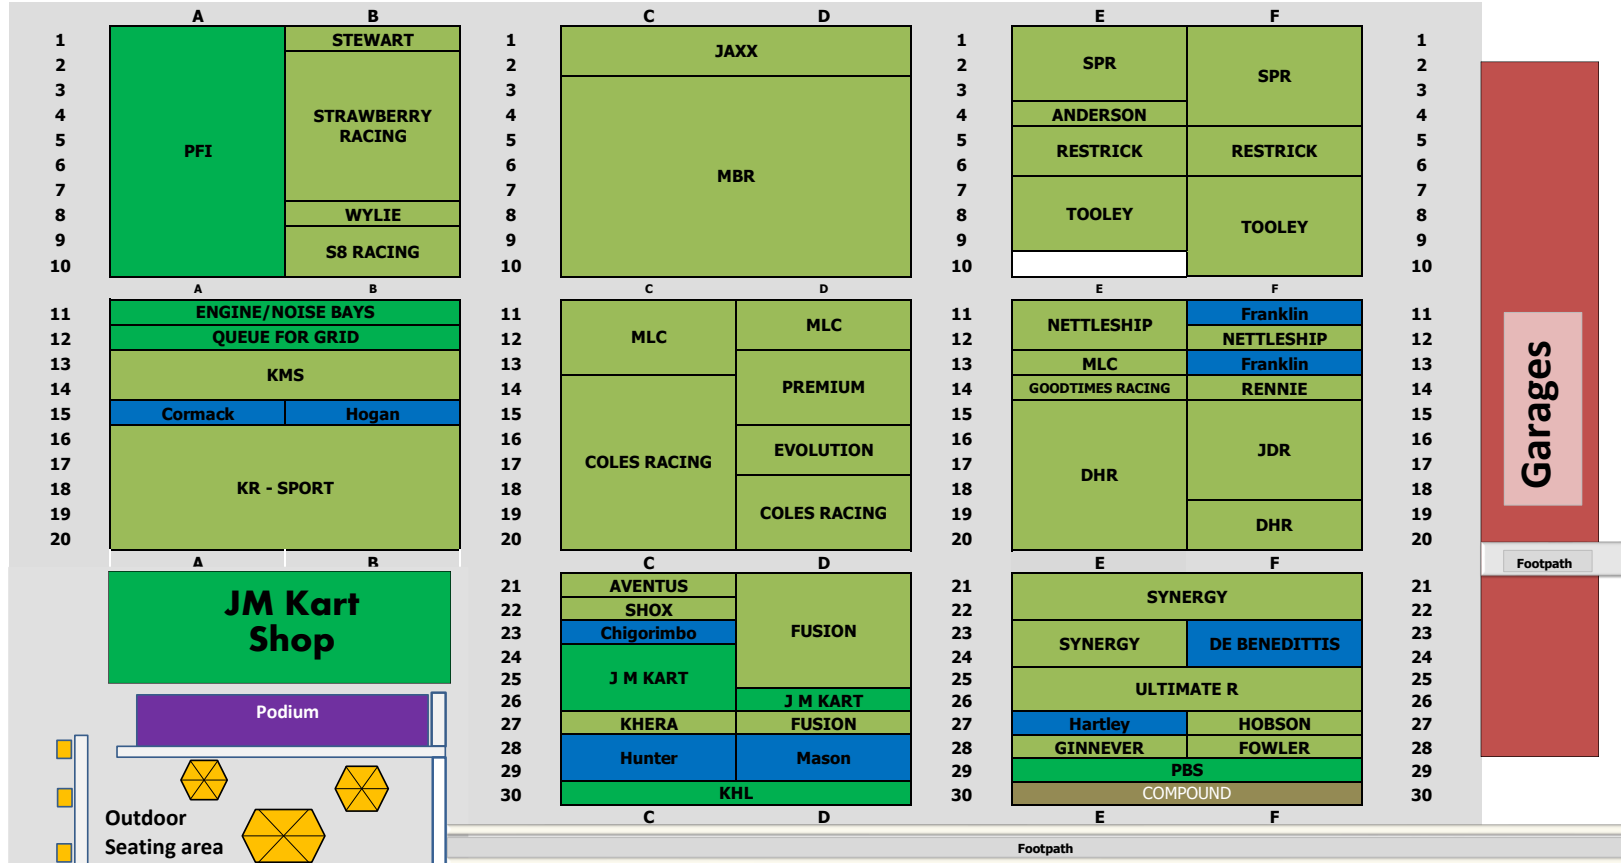 A B C D E F
1 STEWART 1 JAXX 1 1
2 2 2 SPR SPR 2
3 3 3 3
4 STRAWBERRY 4 4 ANDERSON 4
5 PFI RACING 5 5 RESTRICK RESTRICK 5
6 6 MBR 6 6
7 7 7 7
8 WYLIE 8 8 TOOLEY TOOLEY 8
9 S8 RACING 9 9 9
10 10 10 10
A B C D E F
11 ENGINE/NOISE BAYS 11 MLC 11 NETTLESHIP Franklin 11
12 QUEUE FOR GRID 12 MLC 12 NETTLESHIP 12
13 KMS 13 13 MLC Franklin 13
14 14 PREMIUM 14 GOODTIMES RACING RENNIE 14
15 Cormack Hogan 15 15 15
16 16 EVOLUTION 16 JDR 16
17 17 COLES RACING 17 DHR 17
18 KR - SPORT 18 18 18
19 19 COLES RACING 19 DHR 19
20 20 20 20
A B C D E F
JM Kart
Shop
21 AVENTUS 21 SYNERGY 21
22 SHOX 22 22
23 Chigorimbo FUSION 23 SYNERGY DE BENEDITTIS 23
24 24 24
25 J M KART 25 ULTIMATE R 25
26 J M KART 26 26
27 KHERA FUSION 27 Hartley HOBSON 27
28 Hunter Mason 28 GINNEVER FOWLER 28
29 29 PBS 29
30 KHL 30 COMPOUND 30
C D E F
Podium
Outdoor
Seating area
Garages
Footpath
Footpath